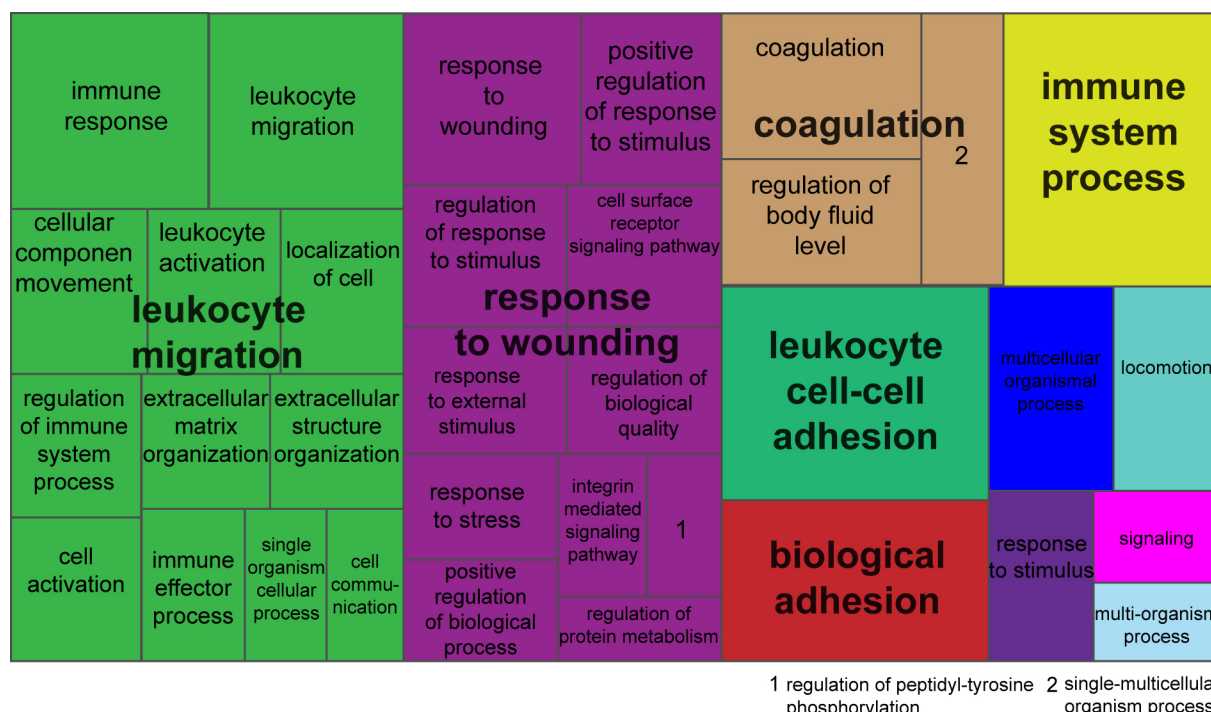 immune
response
leukocyte
migration
cellular
componen
movement
leukocyte
activation
localization
of cell
leukocyte
migration
regulation
of immune
system
process
extracellular
matrix
organization
extracellular
structure
organization
cell
activation
immune
effector
process
single
organism
cellular
process
cell
commu-
nication
response
to
wounding
positive
regulation
of response
to stimulus
regulation
of response
to stimulus
cell surface
receptor
signaling pathway
response
to wounding
response
to external
stimulus
regulation of
biological
quality
response
to stress
integrin
mediated
signaling
pathway
1
positive
regulation
of biological
process
regulation of
protein metabolism
coagulation
coagulation
2
regulation of
body fluid
level
immune
system
process
leukocyte
cell-cell
adhesion
biological
adhesion
multicellular
organismal
process
locomotion
response
to stimulus
signaling
multi-organism
process
1 regulation of peptidyl-tyrosine
phosphorylation
2 single-multicellula
organism process